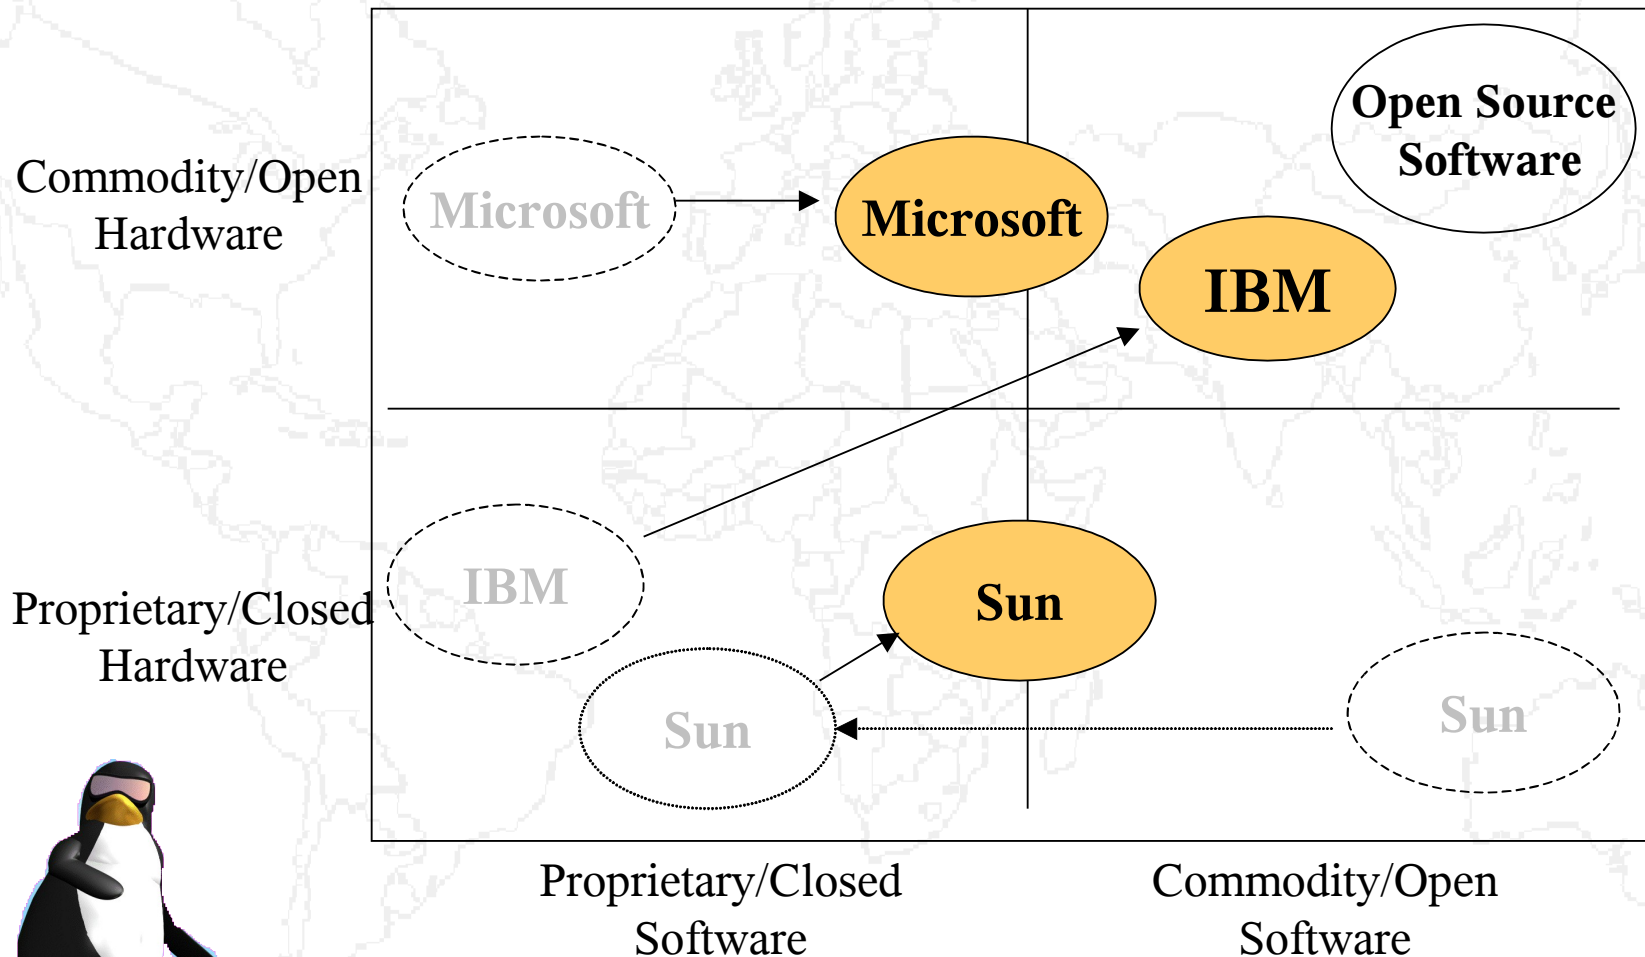 Open Source
Software
Commodity/Open
Hardware
Microsoft
Microsoft
IBM
Proprietary/Closed
Hardware
IBM
Sun
Sun
Sun
Proprietary/Closed
Software
Commodity/Open
Software